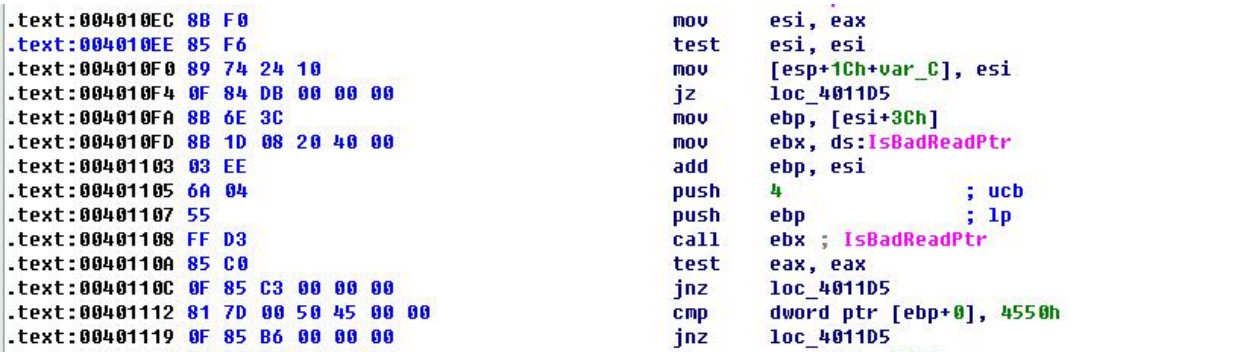 .text:004010EC 8B F0 mov esi, eax
.text:004010EE 85 F6 test esi, esi
.text:004010F0 89 74 24 10 mov [esp+1Ch+var_C], esi
.text:004010F4 0F 84 DB 00 00 00 jz loc_4011D5
.text:004010FA 8B 6E 3C mov ebp, [esi+3Ch]
.text:004010FD 8B 1D 08 20 40 00 mov ebx, ds:IsBadReadPtr
.text:00401103 03 EE add ebp, esi
.text:00401105 6A 04 push 4 ; ucb
.text:00401107 55 push ebp ; lp
.text:00401108 FF D3 call ebx ; IsBadReadPtr
.text:0040110A 85 C0 test eax, eax
.text:0040110C 0F 85 C3 00 00 00 jnz loc_4011D5
.text:00401112 81 7D 00 50 45 00 00 cmp dword ptr [ebp+0], 4550h
.text:00401119 0F 85 B6 00 00 00 jnz loc_4011D5